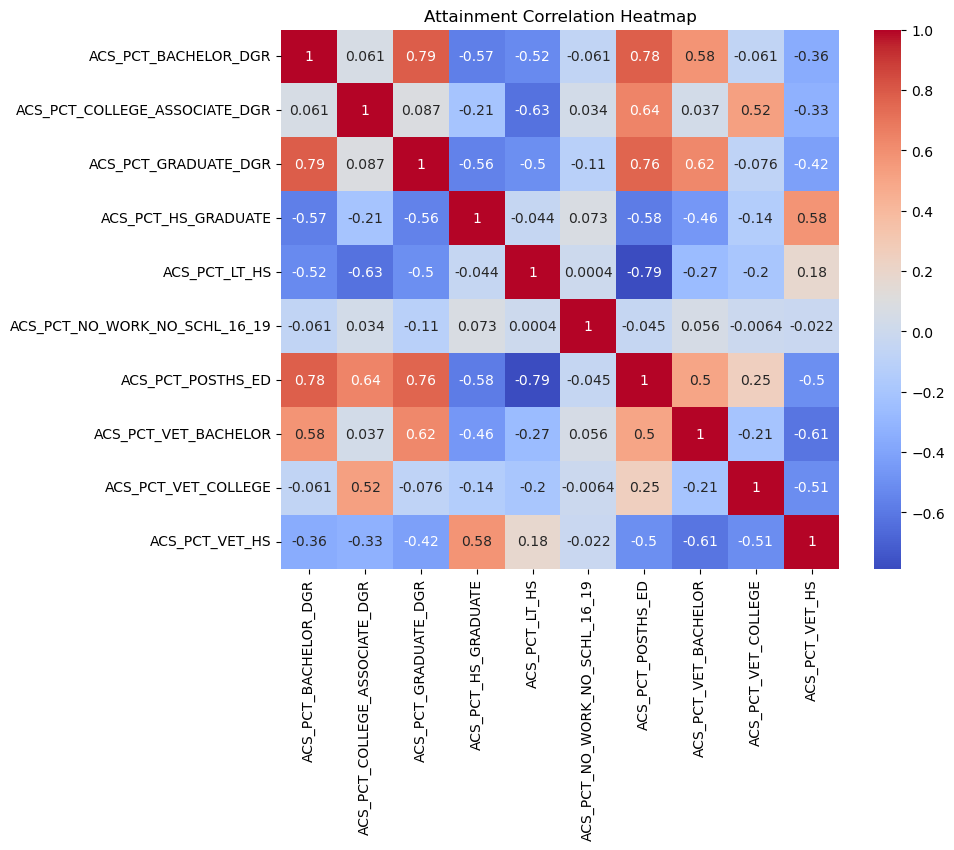 Attainment Correlation Heatmap
ACS_PCT_BACHELOR_DGR 1 0.061 0.79 -0.57 -0.52 -0.061 0.78 0.58 -0.061 -0.36
ACS_PCT_COLLEGE_ASSOCIATE_DGR 0.061 1 0.087 -0.21 -0.63 0.034 0.64 0.037 0.52 -0.33
ACS_PCT_GRADUATE_DGR 0.79 0.087 1 -0.56 -0.5 -0.11 0.76 0.62 -0.076 -0.42
ACS_PCT_HS_GRADUATE -0.57 -0.21 -0.56 1 -0.044 0.073 -0.58 -0.46 -0.14 0.58
ACS_PCT_LT_HS -0.52 -0.63 -0.5 -0.044 1 0.0004 -0.79 -0.27 -0.2 0.18
ACS_PCT_NO_WORK_NO_SCHL_16_19 -0.061 0.034 -0.11 0.073 0.0004 1 -0.045 0.056 -0.0064 -0.022
ACS_PCT_POSTHS_ED 0.78 0.64 0.76 -0.58 -0.79 -0.045 1 0.5 0.25 -0.5
ACS_PCT_VET_BACHELOR 0.58 0.037 0.62 -0.46 -0.27 0.056 0.5 1 -0.21 -0.61
ACS_PCT_VET_COLLEGE -0.061 0.52 -0.076 -0.14 -0.2 -0.0064 0.25 -0.21 1 -0.51
ACS_PCT_VET_HS -0.36 -0.33 -0.42 0.58 0.18 -0.022 -0.5 -0.61 -0.51 1
ACS_PCT_BACHELOR_DGR
ACS_PCT_COLLEGE_ASSOCIATE_DGR
ACS_PCT_GRADUATE_DGR
ACS_PCT_HS_GRADUATE
ACS_PCT_LT_HS
ACS_PCT_NO_WORK_NO_SCHL_16_19
ACS_PCT_POSTHS_ED
ACS_PCT_VET_BACHELOR
ACS_PCT_VET_COLLEGE
ACS_PCT_VET_HS
1.0
0.8
0.6
0.4
0.2
0.0
−0.2
−0.4
−0.6